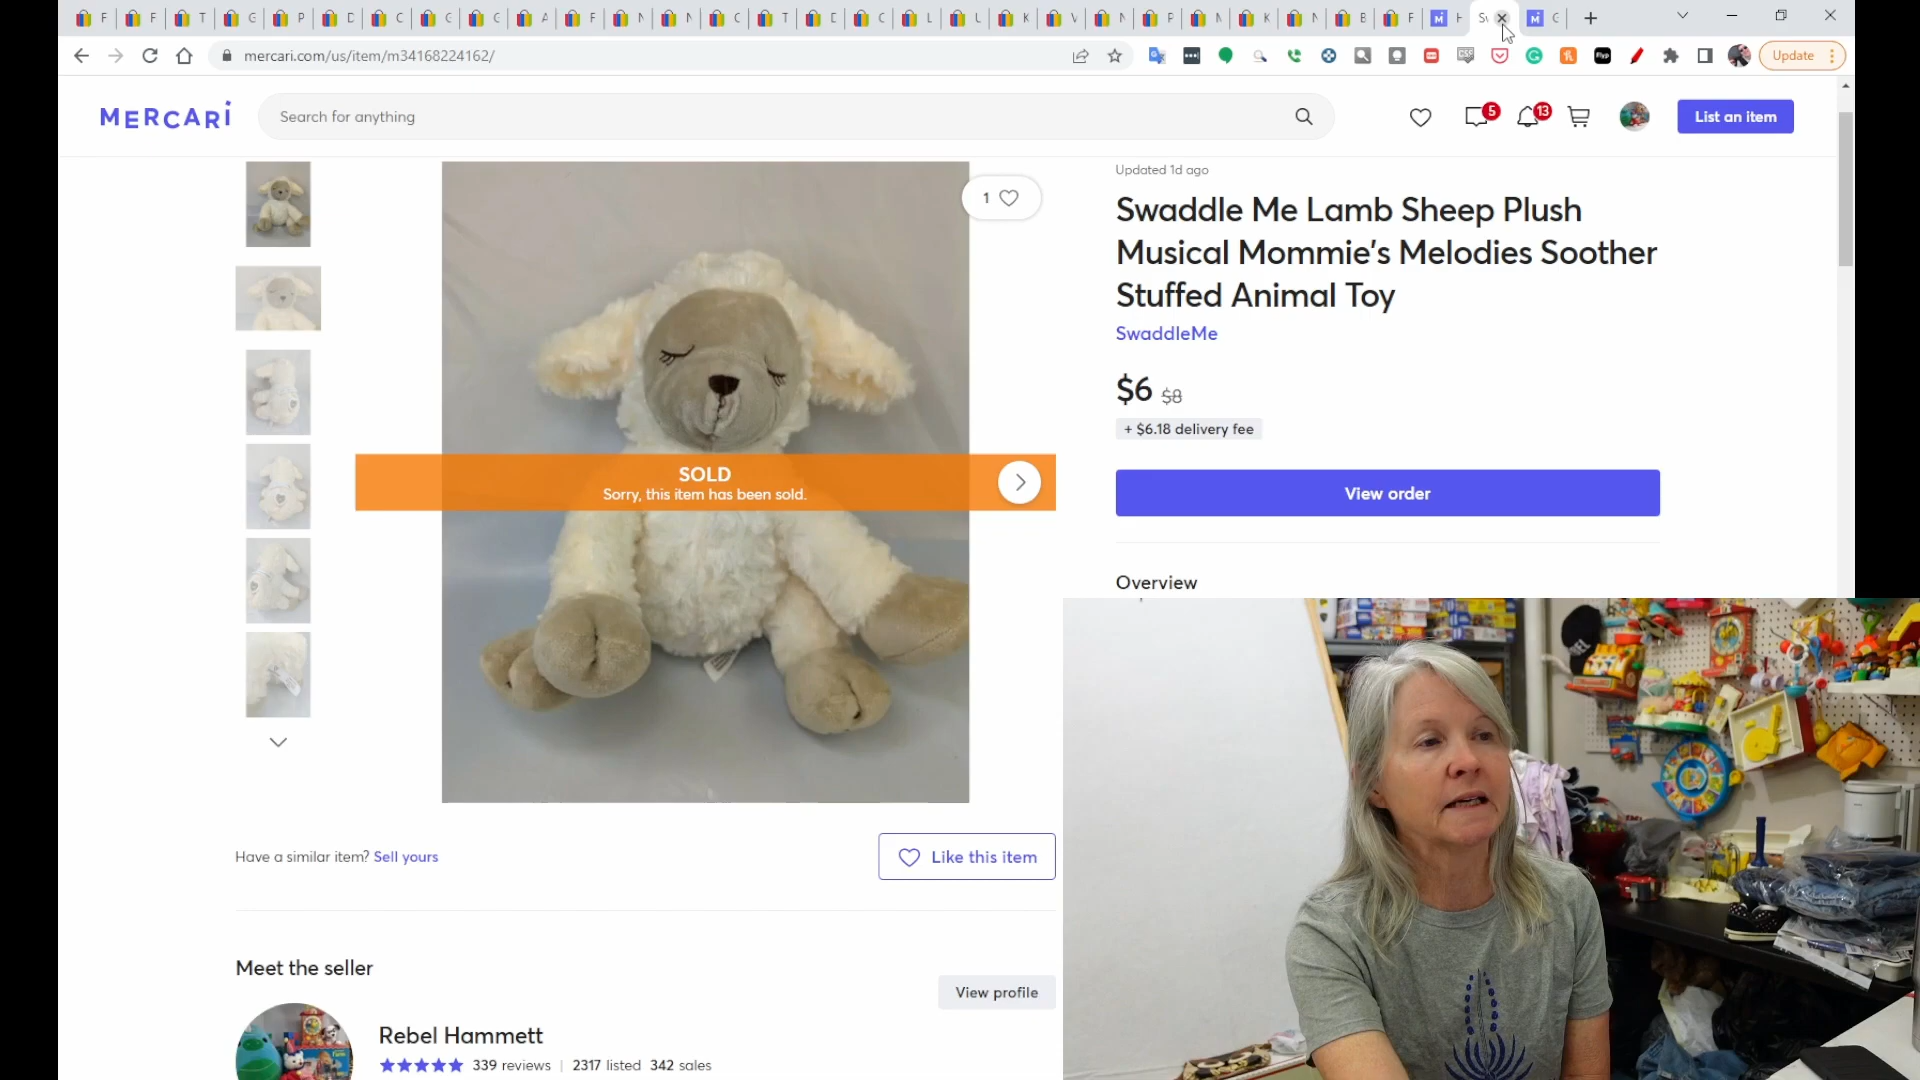 mercari.com/us/item/m34168224162/
Update
MERCARI
Search for anything
5
13
List an item
1
SOLD
Sorry, this item has been sold.
Updated 1d ago
Swaddle Me Lamb Sheep Plush
Musical Mommie's Melodies Soother
Stuffed Animal Toy
SwaddleMe
$6 $8
+ $6.18 delivery fee
View order
Overview
Have a similar item? Sell yours
Like this item
Meet the seller
View profile
Rebel Hammett
339 reviews | 2317 listed 342 sales